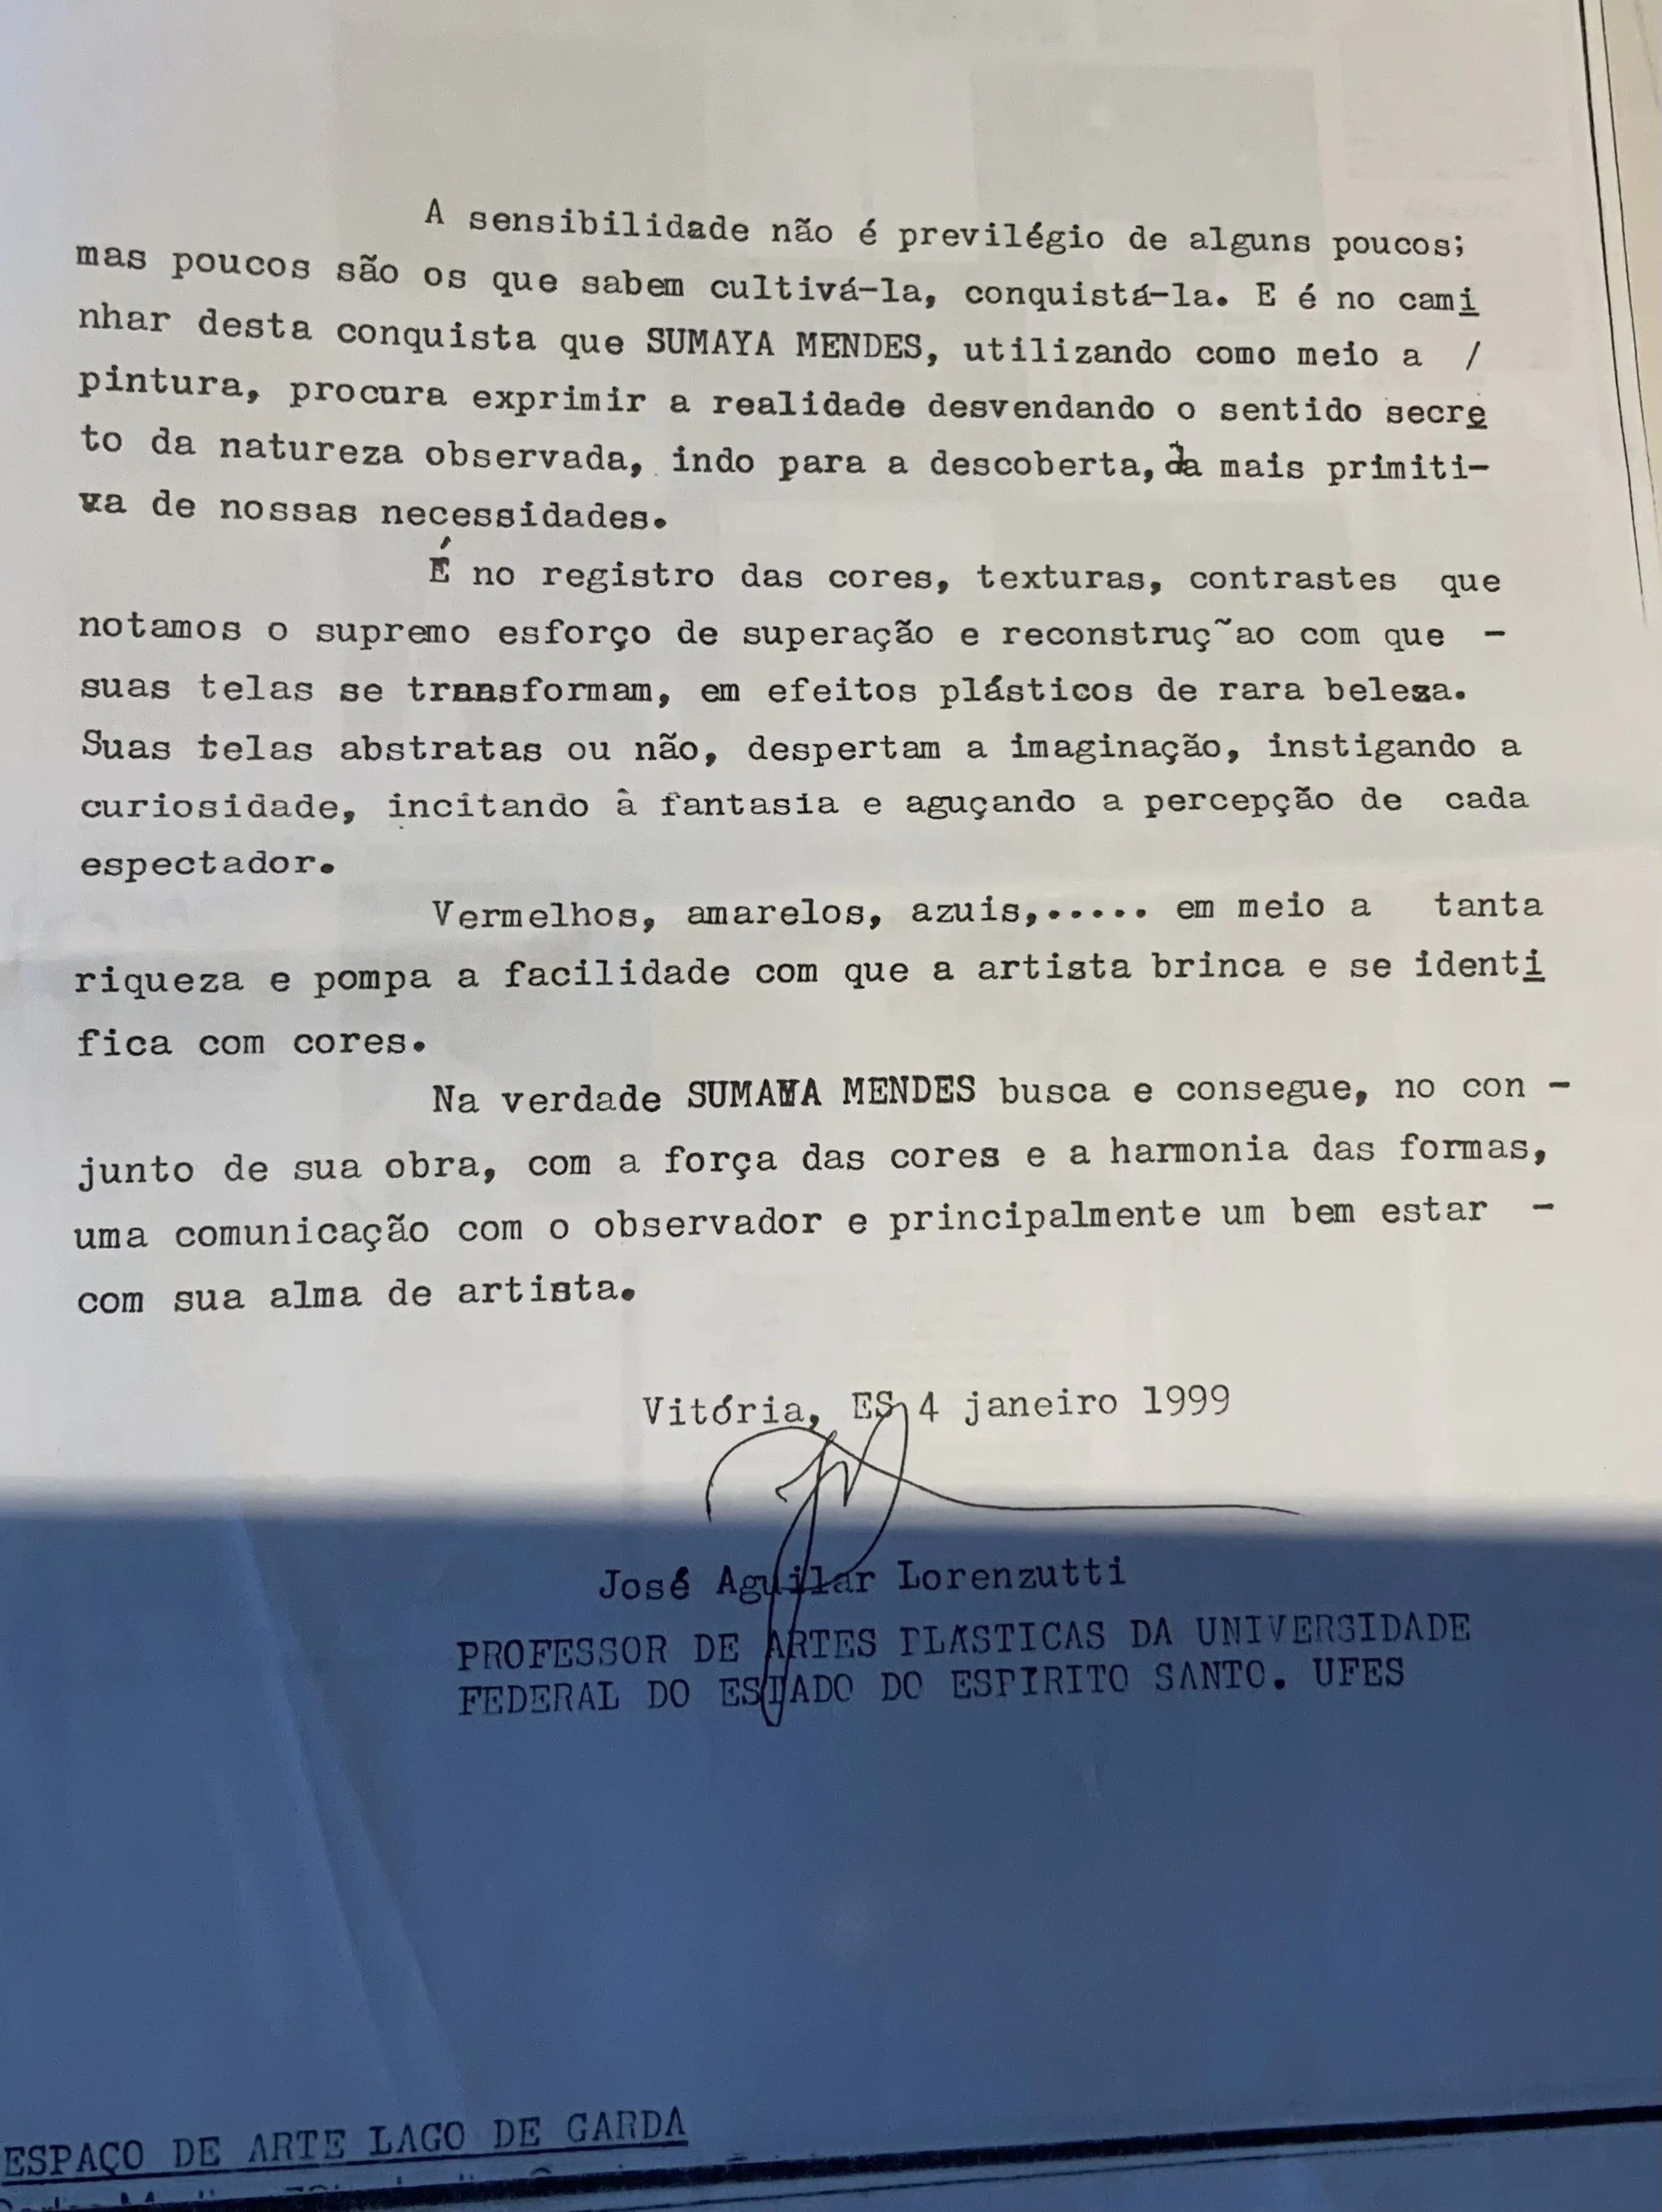 A sensibilidade não é previlégio de alguns poucos;
mas poucos são os que sabem cultivá-la, conquistá-la. E é no cami
nhar desta conquista que SUMAYA MENDES, utilizando como meio a /
pintura, procura exprimir a realidade desvendando o sentido secre
to da natureza observada, indo para a descoberta, da mais primiti-
va de nossas necessidades.
É no registro das cores, texturas, contrastes que
notamos o supremo esforço de superação e reconstruç~ao com que -
suas telas se transformam, em efeitos plásticos de rara beleza.
Suas telas abstratas ou não, despertam a imaginação, instigando a
curiosidade, incitando à fantasia e aguçando a percepção de cada
espectador.
Vermelhos, amarelos, azuis,..... em meio a tanta
riqueza e pompa a facilidade com que a artista brinca e se identi
fica com cores.
Na verdade SUMAYA MENDES busca e consegue, no con -
junto de sua obra, com a força das cores e a harmonia das formas,
uma comunicação com o observador e principalmente um bem estar -
com sua alma de artista.
Vitória, ES, 4 janeiro 1999
José Aguilar Lorenzutti
PROFESSOR DE ARTES PLÁSTICAS DA UNIVERSIDADE
FEDERAL DO ESTADO DO ESPIRITO SANTO. UFES
ESPAÇO DE ARTE LAGO DE GARDA